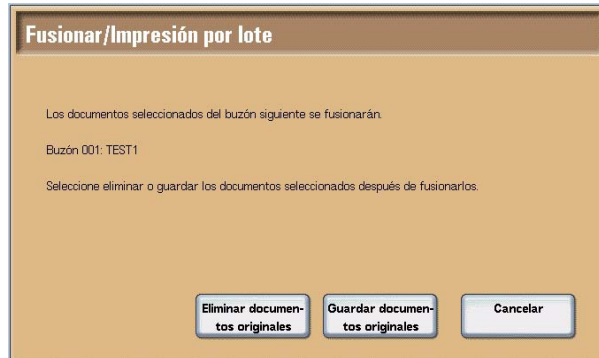 Fusionar/Impresión por lote
Los documentos seleccionados del buzón siguiente se fusionarán.
Buzón 001: TEST1
Seleccione eliminar o guardar los documentos seleccionados después de fusionarlos.
Eliminar documen-
tos originales
Guardar documen-
tos originales
Cancelar